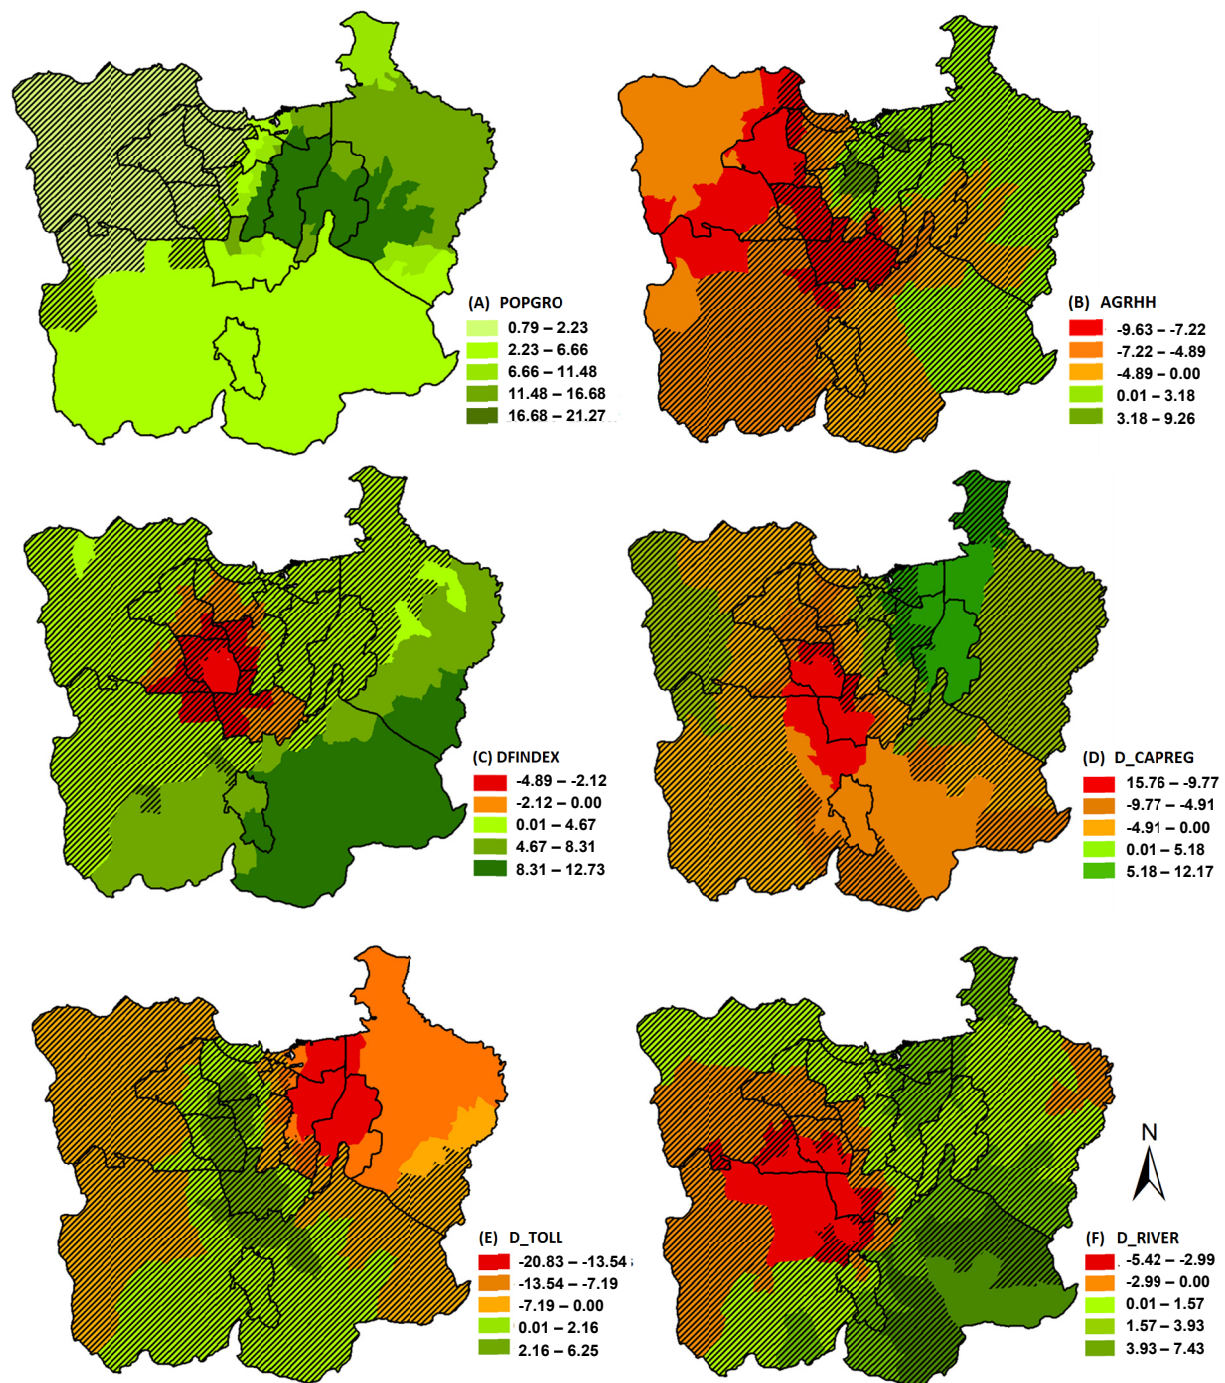 (A) POPGRO
0.79 – 2.23
2.23 – 6.66
6.66 – 11.48
11.48 – 16.68
16.68 – 21.27
(B) AGRHH
-9.63 – -7.22
-7.22 – -4.89
-4.89 – 0.00
0.01 – 3.18
3.18 – 9.26
(C) DFINDEX
-4.89 – -2.12
-2.12 – 0.00
0.01 – 4.67
4.67 – 8.31
8.31 – 12.73
(D) D_CAPREG
15.76 – -9.77
-9.77 – -4.91
-4.91 – 0.00
0.01 – 5.18
5.18 – 12.17
N
(E) D_TOLL
-20.83 – -13.54
-13.54 – -7.19
-7.19 – 0.00
0.01 – 2.16
2.16 – 6.25
(F) D_RIVER
-5.42 – -2.99
-2.99 – 0.00
0.01 – 1.57
1.57 – 3.93
3.93 – 7.43